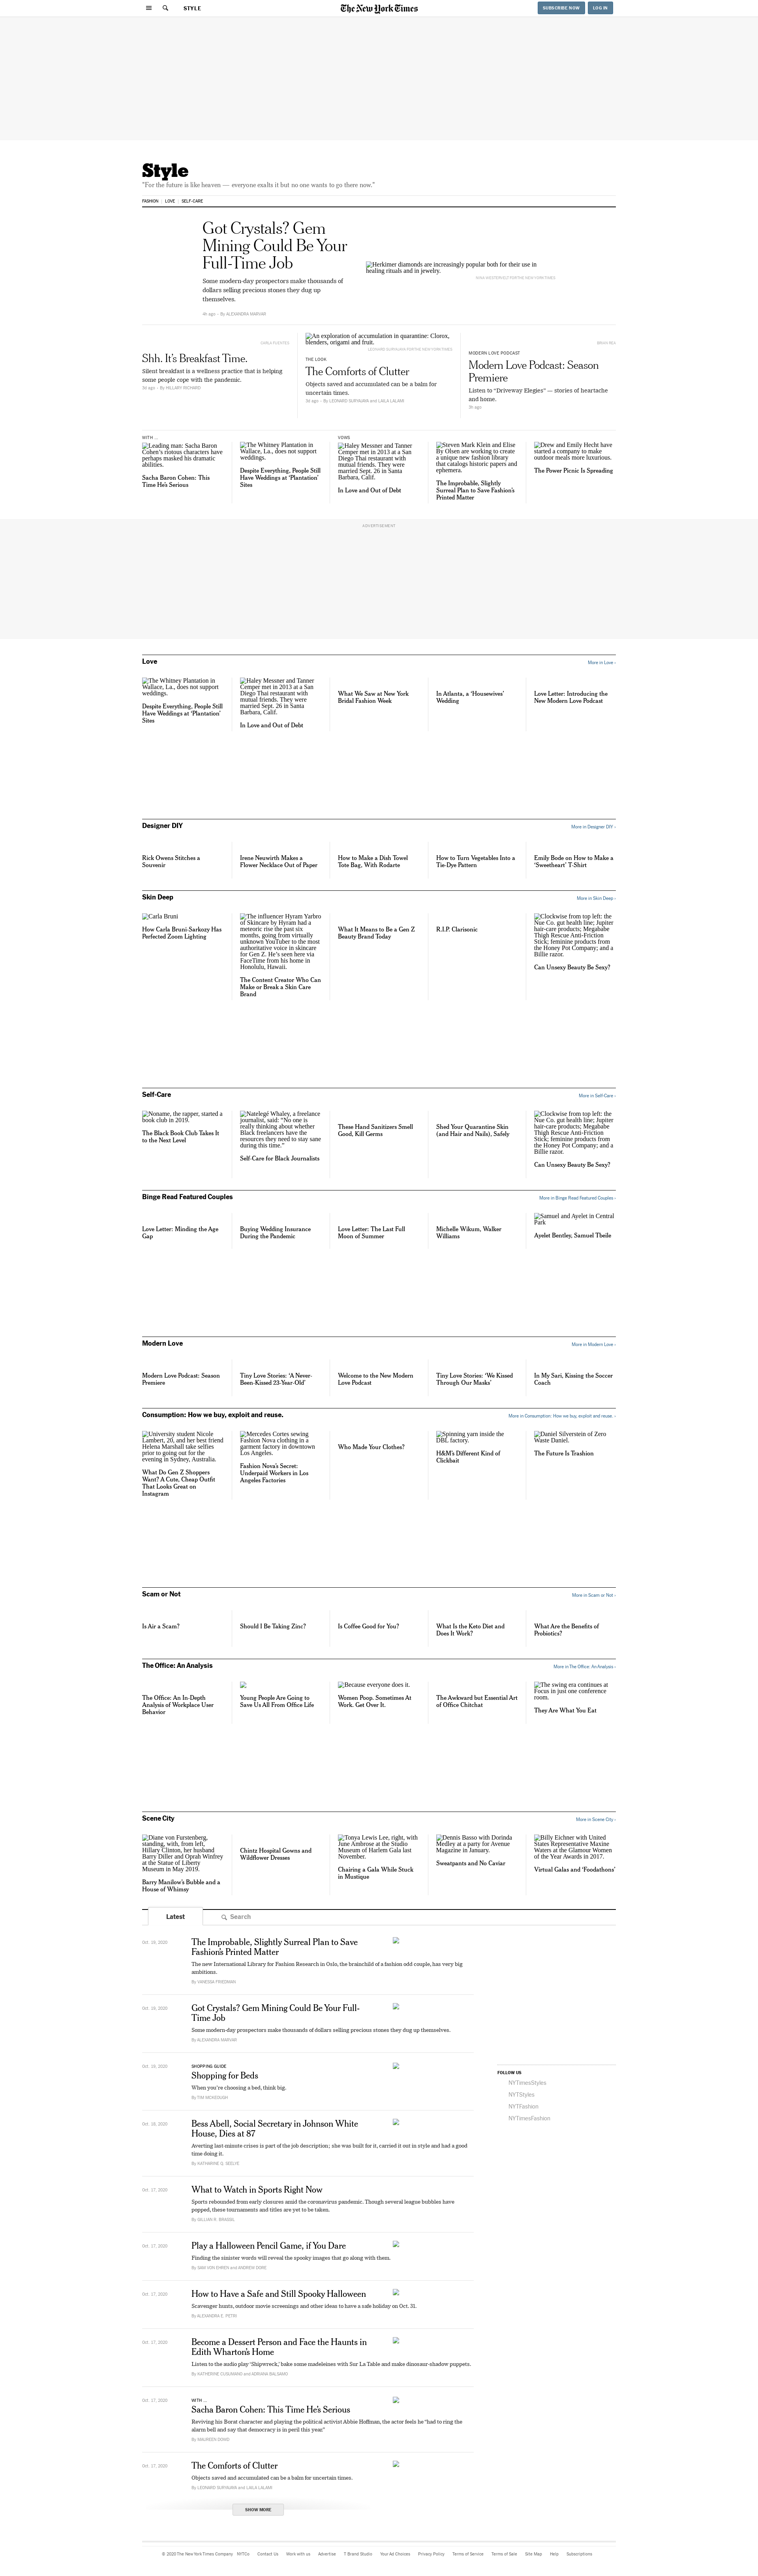 STYLE
The New York Times
SUBSCRIBE NOW
LOG IN
Style
"For the future is like heaven — everyone exalts it but no one wants to go there now."
FASHION
LOVE
SELF-CARE
Got Crystals? Gem
Mining Could Be Your
Full-Time Job
Some modern-day prospectors make thousands of
dollars selling precious stones they dug up
themselves.
4h ago · By ALEXANDRA MARVAR
Herkimer diamonds are increasingly popular both for their use in
healing rituals and in jewelry.
Shh. It's Breakfast Time.
Silent breakfast is a wellness practice that is helping
some people cope with the pandemic.
3d ago · By HILLARY RICHARD
An exploration of accumulation in quarantine: Clorox,
blenders, origami and fruit.
THE LOOK
The Comforts of Clutter
Objects saved and accumulated can be a balm for
uncertain times.
3d ago · By LEONARD SURYAJAYA and LAILA LALAMI
BRIAN REA
MODERN LOVE PODCAST
Modern Love Podcast: Season
Premiere
Listen to "Driveway Elegies" — stories of heartache
and home.
3h ago
WITH ...
Leading man: Sacha Baron
Cohen's riotous characters have
perhaps masked his dramatic
abilities.
Sacha Baron Cohen: This
Time He's Serious
The Whitney Plantation in
Wallace, La., does not support
weddings.
Despite Everything, People Still
Have Weddings at 'Plantation'
Sites
VOWS
Haley Messner and Tanner
Cemper met in 2013 at a San
Diego Thai restaurant with
mutual friends. They were
married Sept. 26 in Santa
Barbara, Calif.
In Love and Out of Debt
Steven Mark Klein and Elise
By Olsen are working to create
a unique new fashion library
that catalogs historic papers and
ephemera.
The Improbable, Slightly
Surreal Plan to Save Fashion's
Printed Matter
Drew and Emily Hecht have
started a company to make
outdoor meals more luxurious.
The Power Picnic Is Spreading
ADVERTISEMENT
Love
More in Love ›
The Whitney Plantation in
Wallace, La., does not support
weddings.
Despite Everything, People Still
Have Weddings at 'Plantation'
Sites
Haley Messner and Tanner
Cemper met in 2013 at a San
Diego Thai restaurant with
mutual friends. They were
married Sept. 26 in Santa
Barbara, Calif.
In Love and Out of Debt
What We Saw at New York
Bridal Fashion Week
In Atlanta, a 'Housewives'
Wedding
Love Letter: Introducing the
New Modern Love Podcast
Designer DIY
More in Designer DIY ›
Rick Owens Stitches a
Souvenir
Irene Neuwirth Makes a
Flower Necklace Out of Paper
How to Make a Dish Towel
Tote Bag, With Rodarte
How to Turn Vegetables Into a
Tie-Dye Pattern
Emily Bode on How to Make a
'Sweetheart' T-Shirt
Skin Deep
More in Skin Deep ›
Carla Bruni
How Carla Bruni-Sarkozy Has
Perfected Zoom Lighting
The influencer Hyram Yarbro
of Skincare by Hyram had a
meteoric rise the past six
months, going from virtually
unknown YouTuber to the most
authoritative voice in skincare
for Gen Z. He's seen here via
FaceTime from his home in
Honolulu, Hawaii.
The Content Creator Who Can
Make or Break a Skin Care
Brand
What It Means to Be a Gen Z
Beauty Brand Today
R.I.P. Clarisonic
Clockwise from top left: the
Nue Co. gut health line; Jupiter
hair-care products; Megababe
Thigh Rescue Anti-Friction
Stick; feminine products from
the Honey Pot Company; and a
Billie razor.
Can Unsexy Beauty Be Sexy?
Self-Care
More in Self-Care ›
Noname, the rapper, started a
book club in 2019.
The Black Book Club Takes It
to the Next Level
Natelegé Whaley, a freelance
journalist, said: "No one is
really thinking about whether
Black freelancers have the
resources they need to stay sane
during this time."
Self-Care for Black Journalists
These Hand Sanitizers Smell
Good, Kill Germs
Shed Your Quarantine Skin
(and Hair and Nails), Safely
Clockwise from top left: the
Nue Co. gut health line; Jupiter
hair-care products; Megababe
Thigh Rescue Anti-Friction
Stick; feminine products from
the Honey Pot Company; and a
Billie razor.
Can Unsexy Beauty Be Sexy?
Binge Read Featured Couples
More in Binge Read Featured Couples ›
Love Letter: Minding the Age
Gap
Buying Wedding Insurance
During the Pandemic
Love Letter: The Last Full
Moon of Summer
Michelle Wikum, Walker
Williams
Samuel and Ayelet in Central
Park
Ayelet Bentley, Samuel Tbeile
Modern Love
More in Modern Love ›
Modern Love Podcast: Season
Premiere
Tiny Love Stories: 'A Never-
Been-Kissed 23-Year-Old'
Welcome to the New Modern
Love Podcast
Tiny Love Stories: 'We Kissed
Through Our Masks'
In My Sari, Kissing the Soccer
Coach
Consumption: How we buy, exploit and reuse.
More in Consumption: How we buy, exploit and reuse. ›
University student Nicole
Lambert, 20, and her best friend
Helena Marshall take selfies
prior to going out for the
evening in Sydney, Australia.
What Do Gen Z Shoppers
Want? A Cute, Cheap Outfit
That Looks Great on
Instagram
Mercedes Cortes sewing
Fashion Nova clothing in a
garment factory in downtown
Los Angeles.
Fashion Nova's Secret:
Underpaid Workers in Los
Angeles Factories
Who Made Your Clothes?
Spinning yarn inside the
DBL factory.
H&M's Different Kind of
Clickbait
Daniel Silverstein of Zero
Waste Daniel.
The Future Is Trashion
Scam or Not
More in Scam or Not ›
Is Air a Scam?
Should I Be Taking Zinc?
Is Coffee Good for You?
What Is the Keto Diet and
Does It Work?
What Are the Benefits of
Probiotics?
The Office: An Analysis
More in The Office: An Analysis ›
The Office: An In-Depth
Analysis of Workplace User
Behavior
Young People Are Going to
Save Us All From Office Life
Because everyone does it.
Women Poop. Sometimes At
Work. Get Over It.
The Awkward but Essential Art
of Office Chitchat
The swing era continues at
Focus in just one conference
room.
They Are What You Eat
Scene City
More in Scene City ›
Diane von Furstenberg,
standing, with, from left,
Hillary Clinton, her husband
Barry Diller and Oprah Winfrey
at the Statue of Liberty
Museum in May 2019.
Barry Manilow's Bubble and a
House of Whimsy
Chintz Hospital Gowns and
Wildflower Dresses
Tonya Lewis Lee, right, with
June Ambrose at the Studio
Museum of Harlem Gala last
November.
Chairing a Gala While Stuck
in Mustique
Dennis Basso with Dorinda
Medley at a party for Avenue
Magazine in January.
Sweatpants and No Caviar
Billy Eichner with United
States Representative Maxine
Waters at the Glamour Women
of the Year Awards in 2017.
Virtual Galas and 'Foodathons'
Latest
Search
Oct. 19, 2020
The Improbable, Slightly Surreal Plan to Save
Fashion's Printed Matter
The new International Library for Fashion Research in Oslo, the brainchild of a fashion odd couple, has very big
ambitions.
By VANESSA FRIEDMAN
Oct. 19, 2020
Got Crystals? Gem Mining Could Be Your Full-
Time Job
Some modern-day prospectors make thousands of dollars selling precious stones they dug up themselves.
By ALEXANDRA MARVAR
Oct. 18, 2020
SHOPPING GUIDE
Shopping for Beds
When you're choosing a bed, think big.
By TIM MCKEOUGH
Oct. 18, 2020
Bess Abell, Social Secretary in Johnson White
House, Dies at 87
Averting last-minute crises is part of the job description; she was built for it, carried it out in style and had a good
time doing it.
By KATHARINE Q. SEELYE
Oct. 17, 2020
What to Watch in Sports Right Now
Sports rebounded from early closures amid the coronavirus pandemic. Though several league bubbles have
popped, these tournaments and titles are yet to be taken.
By GILLIAN R. BRASSIL
Oct. 17, 2020
Play a Halloween Pencil Game, if You Dare
Finding the sinister words will reveal the spooky images that go along with them.
By SAM VON EHREN and ANDREW GORE
Oct. 17, 2020
How to Have a Safe and Still Spooky Halloween
Scavenger hunts, outdoor movie screenings and other ideas to have a safe holiday on Oct. 31.
By ALEXANDRA E. PETRI
Oct. 17, 2020
Become a Dessert Person and Face the Haunts in
Edith Wharton's Home
Listen to the audio play 'Shipwreck,' bake some madeleines with Sur La Table and make dinosaur-shadow puppets.
By KATHERINE CUSUMANO and ADRIANA BALSAMO
Oct. 17, 2020
WITH ...
Sacha Baron Cohen: This Time He's Serious
Reviving his Borat character and playing the political activist Abbie Hoffman, the actor feels he "had to ring the
alarm bell and say that democracy is in peril this year."
By MAUREEN DOWD
Oct. 17, 2020
The Comforts of Clutter
Objects saved and accumulated can be a balm for uncertain times.
By LEONARD SURYAJAYA and LAILA LALAMI
SHOW MORE
FOLLOW US
NYTimesStyles
NYTStyles
NYTFashion
NYTimesFashion
© 2020 The New York Times Company
NYTCo
Contact Us
Work with us
Advertise
T Brand Studio
Your Ad Choices
Privacy Policy
Terms of Service
Terms of Sale
Site Map
Help
Subscriptions